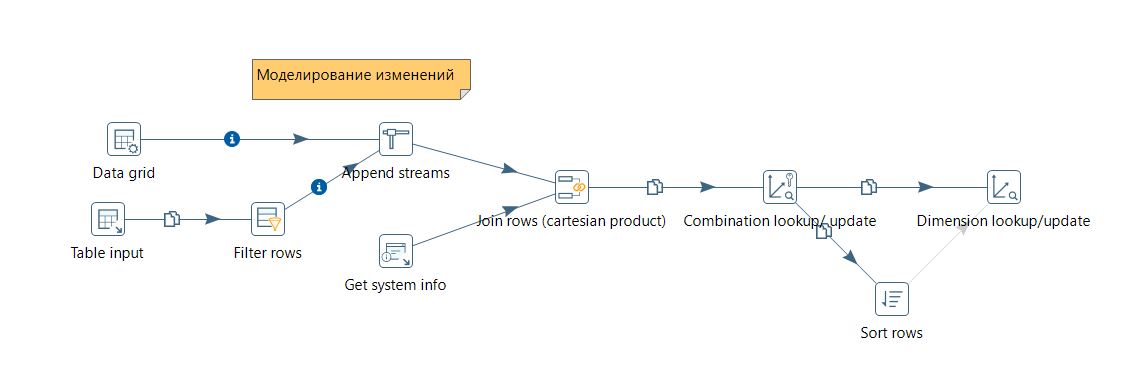 Моделирование изменений
Data grid
Append streams
Join rows (cartesian product)
Combination lookup/update
Dimension lookup/update
Table input
Filter rows
Get system info
Sort rows